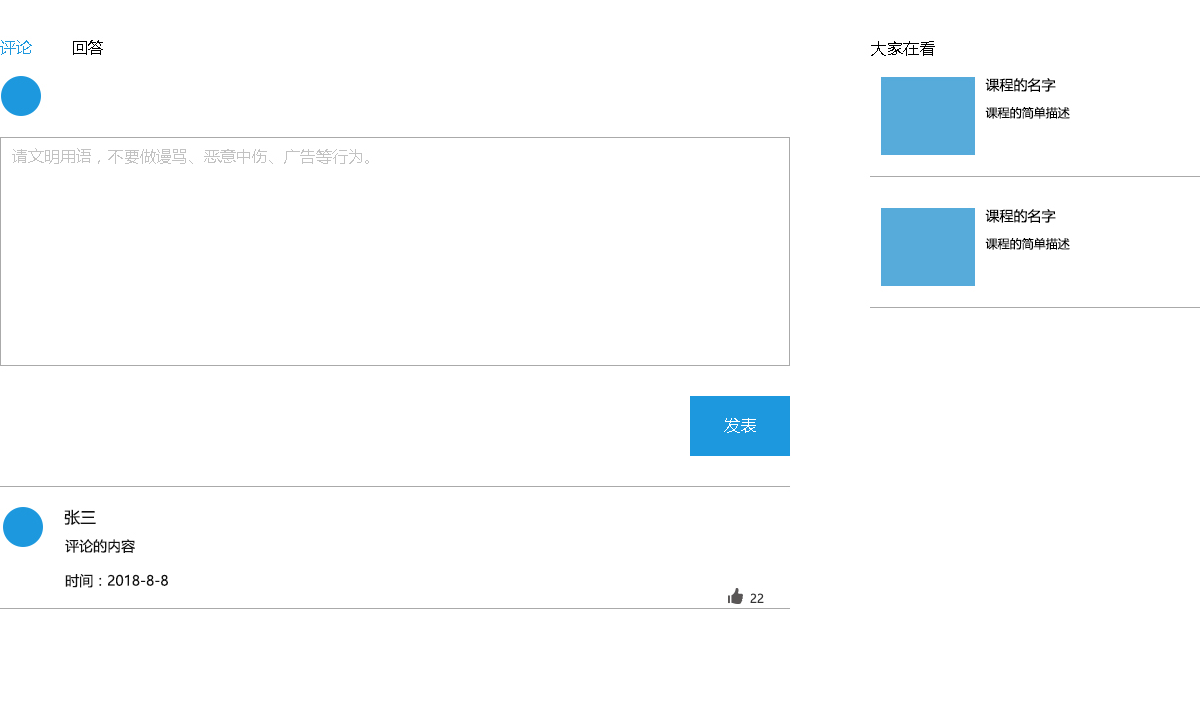 评论 回答
请文明用语，不要做谩骂、恶意中伤、广告等行为。
发表
张三
评论的内容
时间：2018-8-8
22
大家在看
课程的名字
课程的简单描述
课程的名字
课程的简单描述